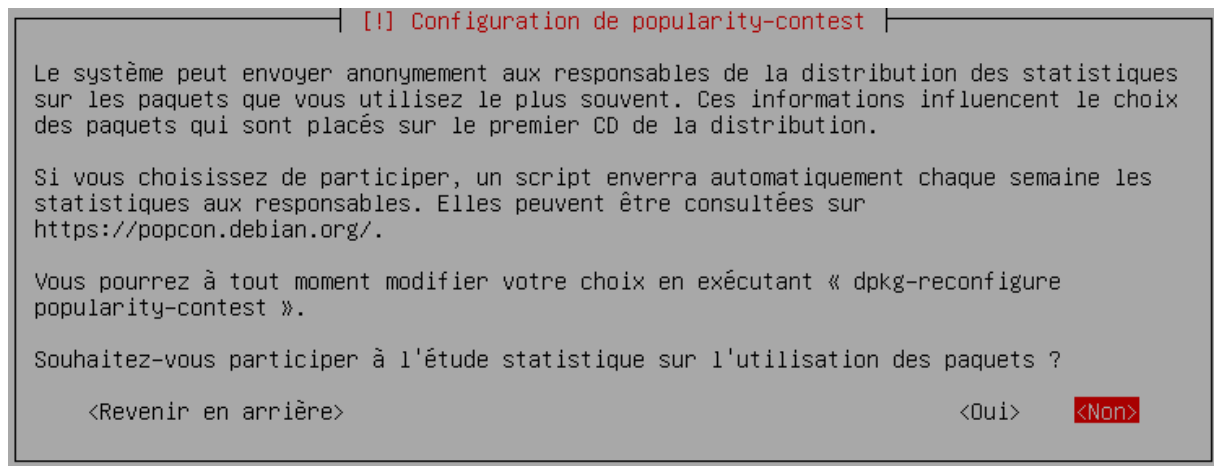 [!] Configuration de popularity-contest
Le système peut envoyer anonymement aux responsables de la distribution des statistiques
sur les paquets que vous utilisez le plus souvent. Ces informations influencent le choix
des paquets qui sont placés sur le premier CD de la distribution.
Si vous choisissez de participer, un script enverra automatiquement chaque semaine les
statistiques aux responsables. Elles peuvent être consultées sur
https://popcon.debian.org/.
Vous pourrez à tout moment modifier votre choix en exécutant « dpkg-reconfigure
popularity-contest ».
Souhaitez-vous participer à l'étude statistique sur l'utilisation des paquets ?
<Revenir en arrière> <Oui> <Non>